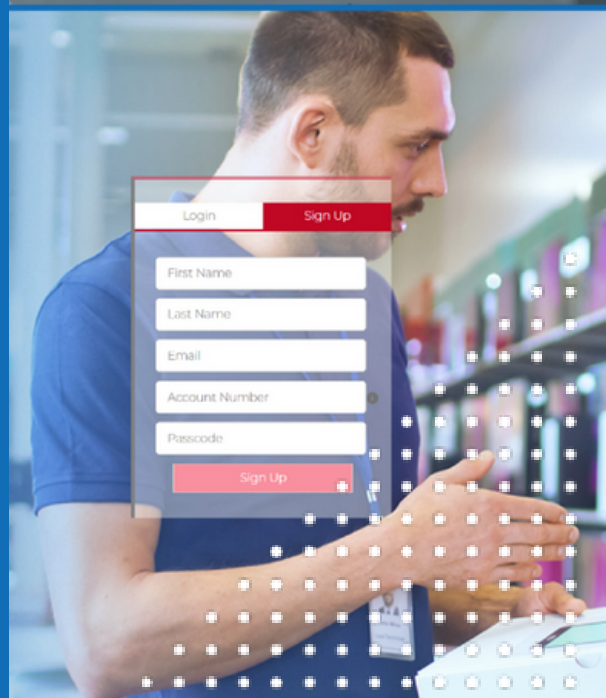 Login
Sign Up
First Name
Last Name
Email
Account Number
Passcode
Sign Up